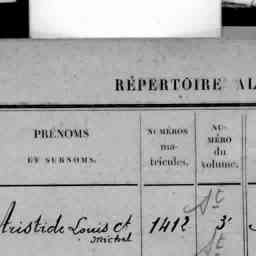 RÉPERTOIRE AL
PRÉNOMS
ET SURNOMS.
NUMÉROS
ma-
tricules.
NU-
MÉRO
du
volume.
Aristide Louis
Michel
1412
3